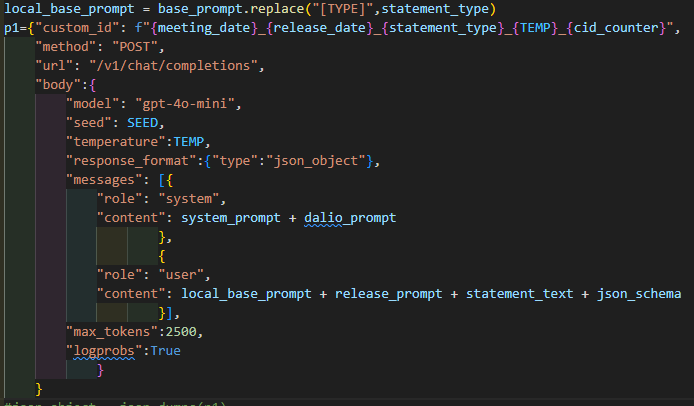 local_base_prompt = base_prompt.replace("[TYPE]",statement_type)
p1={"custom_id": f"{meeting_date}_{release_date}_{statement_type}_{TEMP}_{cid_counter}",
"method": "POST",
"url": "/v1/chat/completions",
"body":{
"model": "gpt-4o-mini",
"seed": SEED,
"temperature":TEMP,
"response_format":{"type":"json_object"},
"messages": [{
"role": "system",
"content": system_prompt + dalio_prompt
},
{
"role": "user",
"content": local_base_prompt + release_prompt + statement_text + json_schema
}],
"max_tokens":2500,
"logprobs":True
}
}